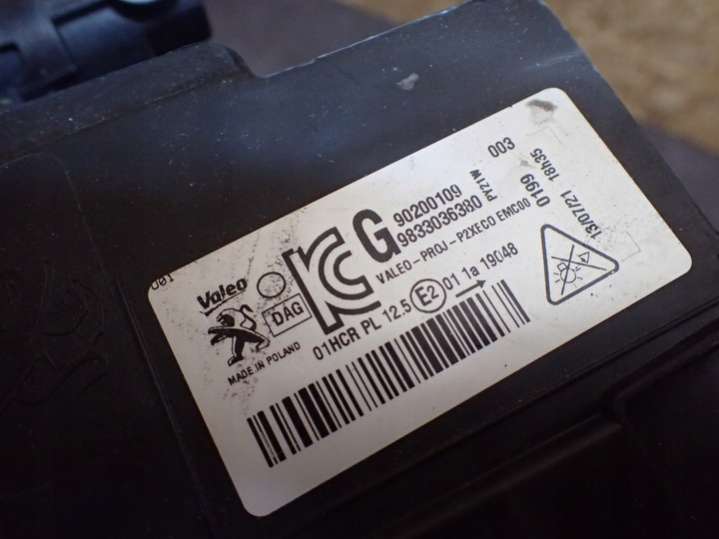 Valeo
DAG
MADE IN POLAND
KC
G
90200109
003
9833036380 PY21W
VALEO-PROJ-P2XECO EMC00
0199
13/07/21 18h35
01HCR PL 12.5 E2 01 1a 19048